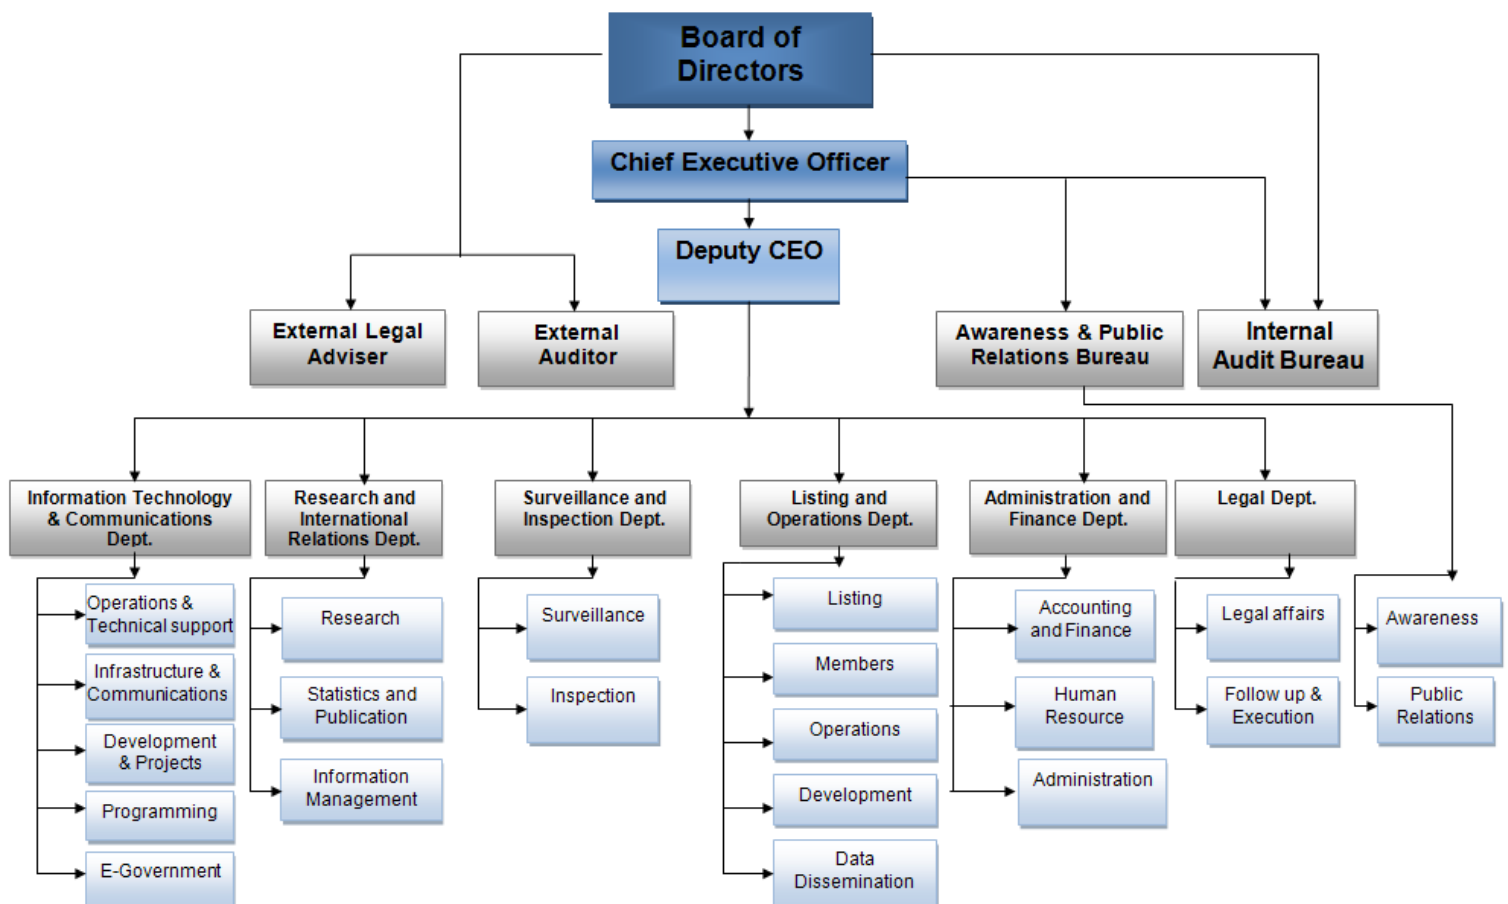 Board of
Directors
Chief Executive Officer
Deputy CEO
External Legal
Adviser
External
Auditor
Awareness & Public
Relations Bureau
Internal
Audit Bureau
Information Technology
& Communications
Dept.
Research and
International
Relations Dept.
Surveillance and
Inspection Dept.
Listing and
Operations Dept.
Administration and
Finance Dept.
Legal Dept.
Operations &
Technical support
Infrastructure &
Communications
Development
& Projects
Programming
E-Government
Research
Statistics and
Publication
Information
Management
Surveillance
Inspection
Listing
Members
Operations
Development
Data
Dissemination
Accounting
and Finance
Human
Resource
Administration
Legal affairs
Follow up &
Execution
Awareness
Public
Relations